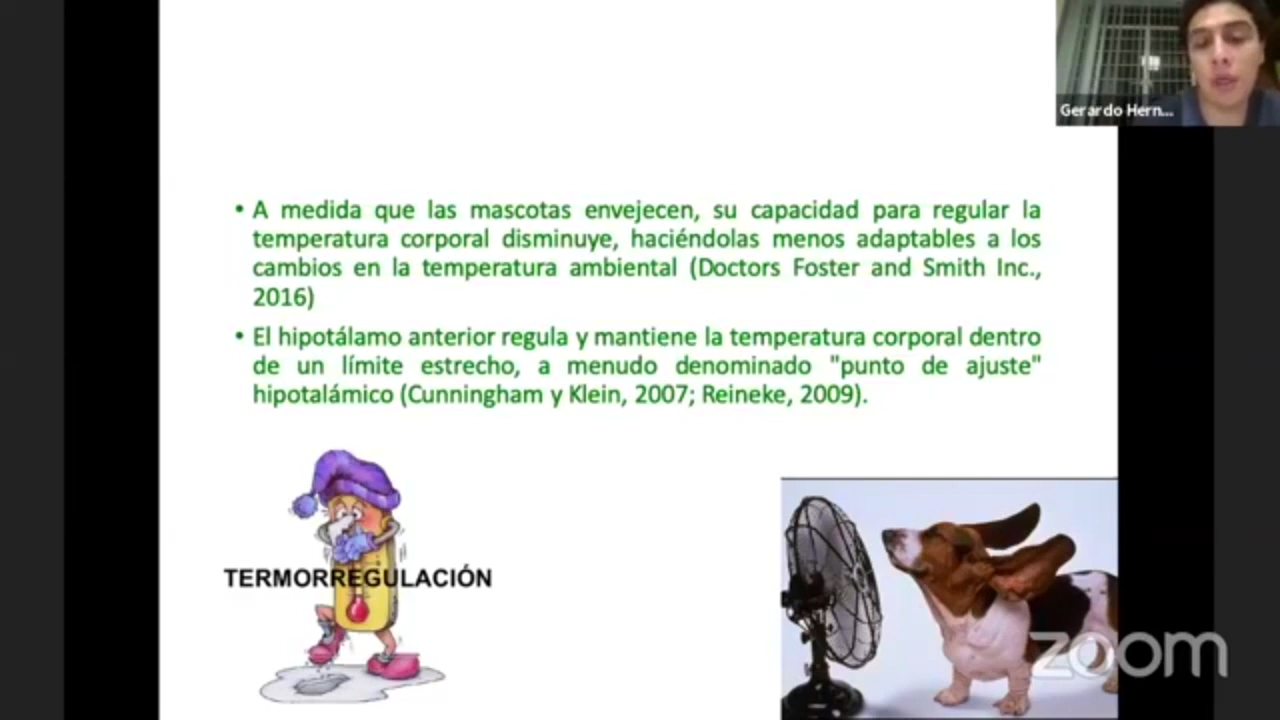 Gerardo Hern...
• A medida que las mascotas envejecen, su capacidad para regular la
temperatura corporal disminuye, haciéndolas menos adaptables a los
cambios en la temperatura ambiental (Doctors Foster and Smith Inc.,
2016)
• El hipotálamo anterior regula y mantiene la temperatura corporal dentro
de un límite estrecho, a menudo denominado "punto de ajuste"
hipotalámico (Cunningham y Klein, 2007; Reineke, 2009).
TERMORREGULACIÓN
zoom